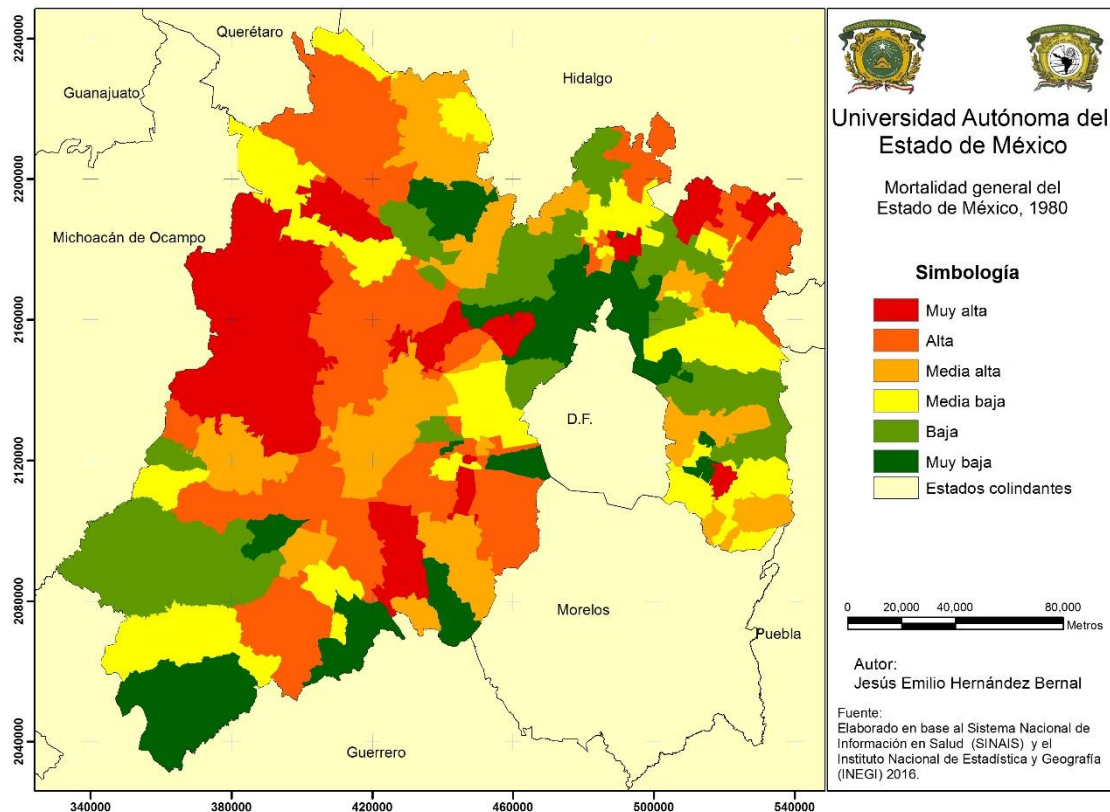 Querétaro
Guanajuato
Hidalgo
Michoacán de Ocampo
D.F.
Morelos
Puebla
Guerrero
2240000
2200000
2160000
2120000
2080000
2040000
340000
380000
420000
460000
500000
540000
Universidad Autónoma del
Estado de México
Mortalidad general del
Estado de México, 1980
Simbología
Muy alta
Alta
Media alta
Media baja
Baja
Muy baja
Estados colindantes
0 20,000 40,000 80,000
Metros
Autor:
Jesús Emilio Hernández Bernal
Fuente:
Elaborado en base al Sistema Nacional de
Información en Salud (SINAIS) y el
Instituto Nacional de Estadística y Geografía
(INEGI) 2016.